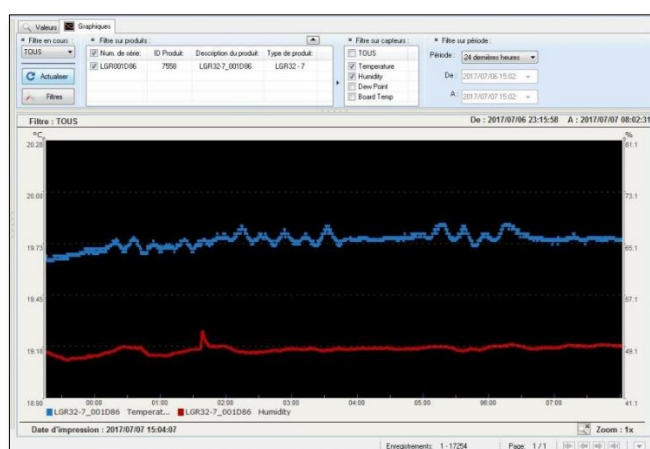 Valeurs Graphiques
Filtre en cours :
TOUS
Actualiser
Filtres
Filtre sur produits :
Num. de série: ID Produit: Description du produit: Type de produit:
LGR001D86 7558 LGR32-7_001D86 LGR32 - 7
Filtre sur capteurs :
TOUS
Temperature
Humidity
Dew Point
Board Temp
Filtre sur période :
Période : 24 dernières heures
De : 2017/07/06 15:02:
A : 2017/07/07 15:02:
Filtre : TOUS De : 2017/07/06 23:15:58 A : 2017/07/07 08:02:31
°C %
20.28 81.1
20.00 73.1
19.73 65.1
19.45 57.1
19.18 49.1
18.90 41.1
00:00 01:00 02:00 03:00 04:00 05:00 06:00 07:00
LGR32-7_001D86 Temperat... LGR32-7_001D86 Humidity
Date d'impression : 2017/07/07 15:04:07 Zoom : 1x
Enregistrements: 1 - 17254 Page: 1 / 1